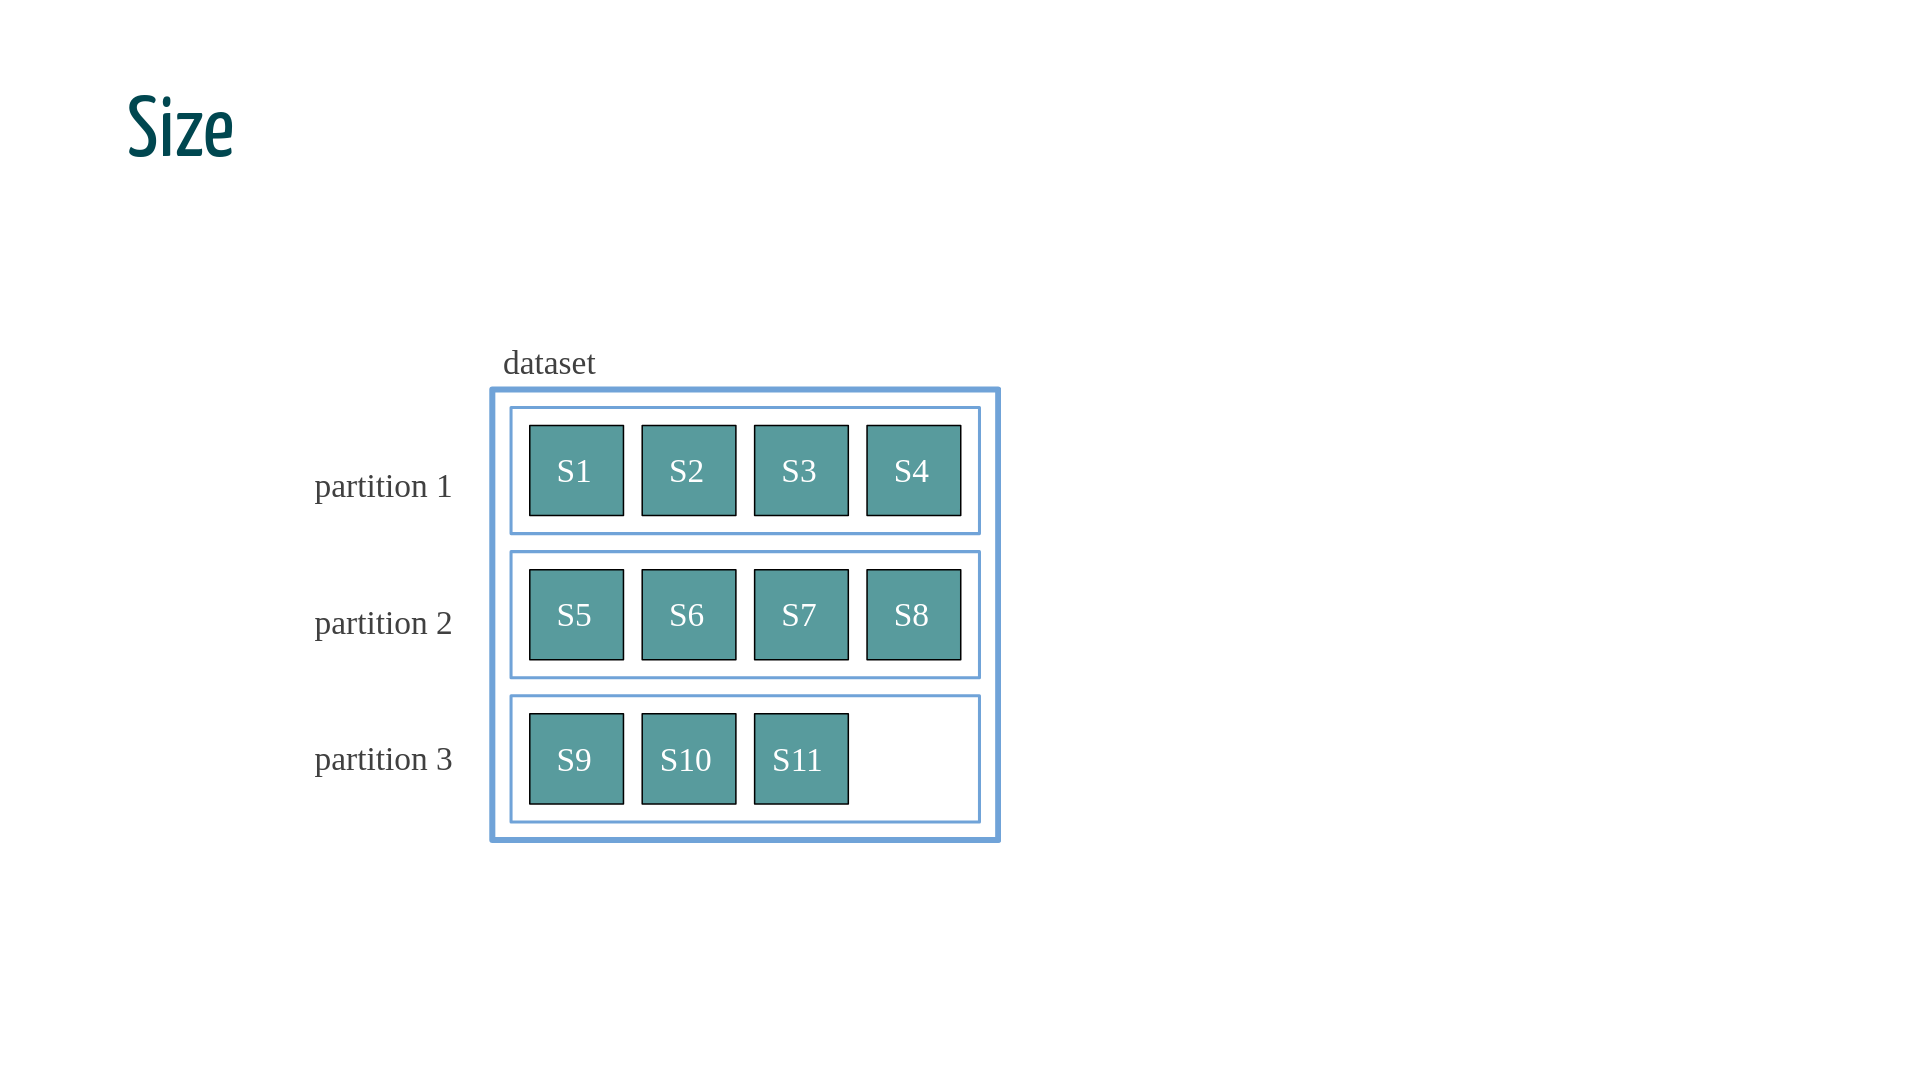 Size
dataset
partition 1
S1 S2 S3 S4
partition 2
S5 S6 S7 S8
partition 3
S9 S10 S11